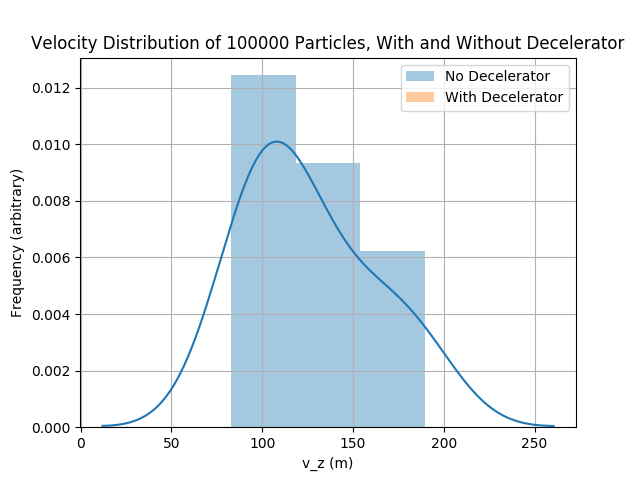 Velocity Distribution of 100000 Particles, With and Without Decelerator
No Decelerator
With Decelerator
Frequency (arbitrary)
0.012
0.010
0.008
0.006
0.004
0.002
0.000
0 50 100 150 200 250
v_z (m)